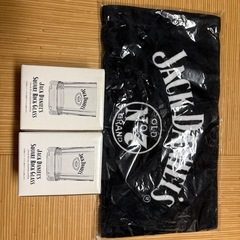 JACK DANIEL'S
SQUARE ROCK GLASS
JACK DANIEL'S
SQUARE ROCK GLASS
JACK DANIEL'S
OLD
No.7
BRAND